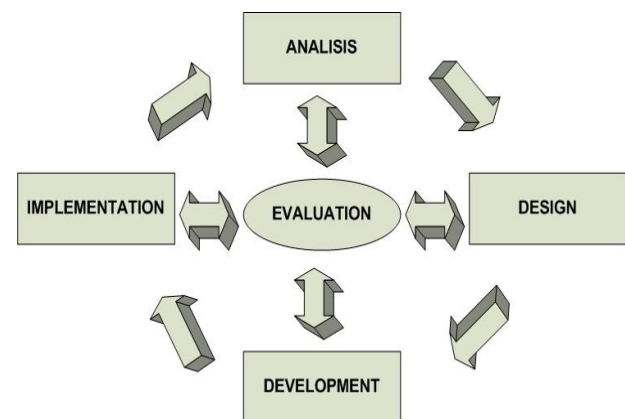 ANALISIS
IMPLEMENTATION
EVALUATION
DESIGN
DEVELOPMENT